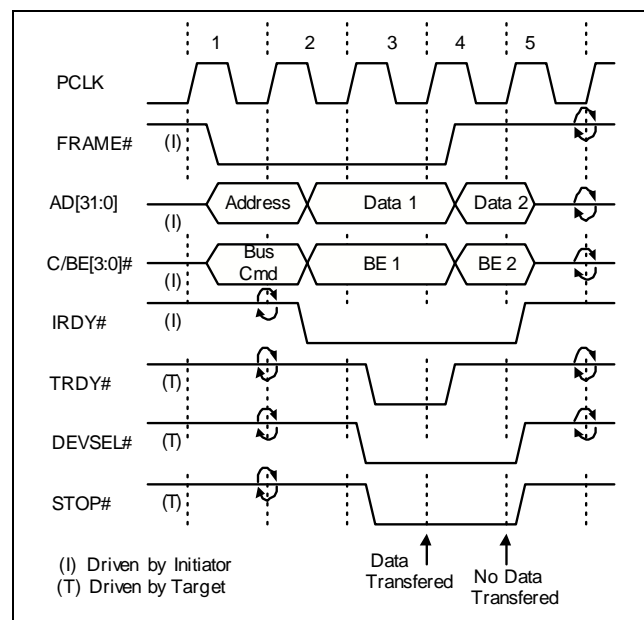 1 2 3 4 5
PCLK
FRAME# (I)
AD[31:0] (I) Address Data 1 Data 2
C/BE[3:0]# (I) Bus Cmd BE 1 BE 2
IRDY# (I)
TRDY# (T)
DEVSEL# (T)
STOP# (T)
(I) Driven by Initiator
(T) Driven by Target
Data
Transfered
No Data
Transfered